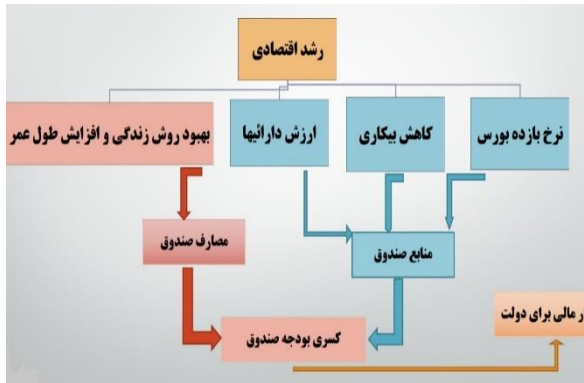 رشد اقتصادی
نرخ بازده بورس
کاهش بیکاری
ارزش دارائیها
بهبود روش زندگی و افزایش طول عمر
منابع صندوق
مصارف صندوق
کسری بودجه صندوق
مالی برای دولت